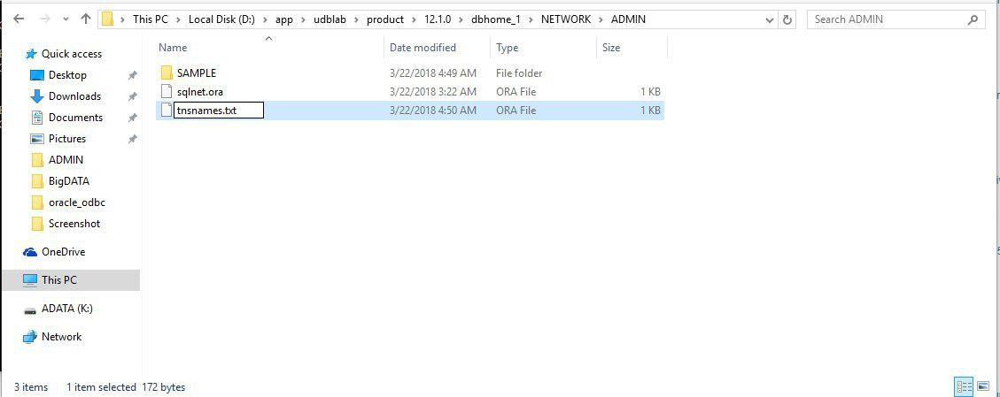 This PC > Local Disk (D:) > app > udblab > product > 12.1.0 > dbhome_1 > NETWORK > ADMIN Search ADMIN
Name Date modified Type Size
Quick access
Desktop
Downloads
Documents
Pictures
ADMIN
BigDATA
oracle_odbc
Screenshot
OneDrive
This PC
ADATA (K:)
Network
SAMPLE 3/22/2018 4:49 AM File folder
sqlnet.ora 3/22/2018 3:22 AM ORA File 1 KB
tnsnames.txt 3/22/2018 4:50 AM ORA File 1 KB
3 items 1 item selected 172 bytes